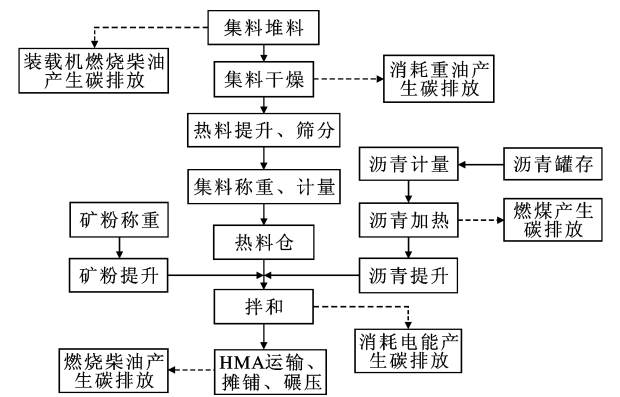 集料堆料
装载机燃烧柴油
产生碳排放
集料干燥
消耗重油产
生碳排放
热料提升、筛分
沥青计量
沥青罐存
集料称重、计量
矿粉称重
沥青加热
燃煤产生
碳排放
热料仓
矿粉提升
沥青提升
拌和
消耗电能产
生碳排放
燃烧柴油产
生碳排放
HMA运输、
摊铺、碾压